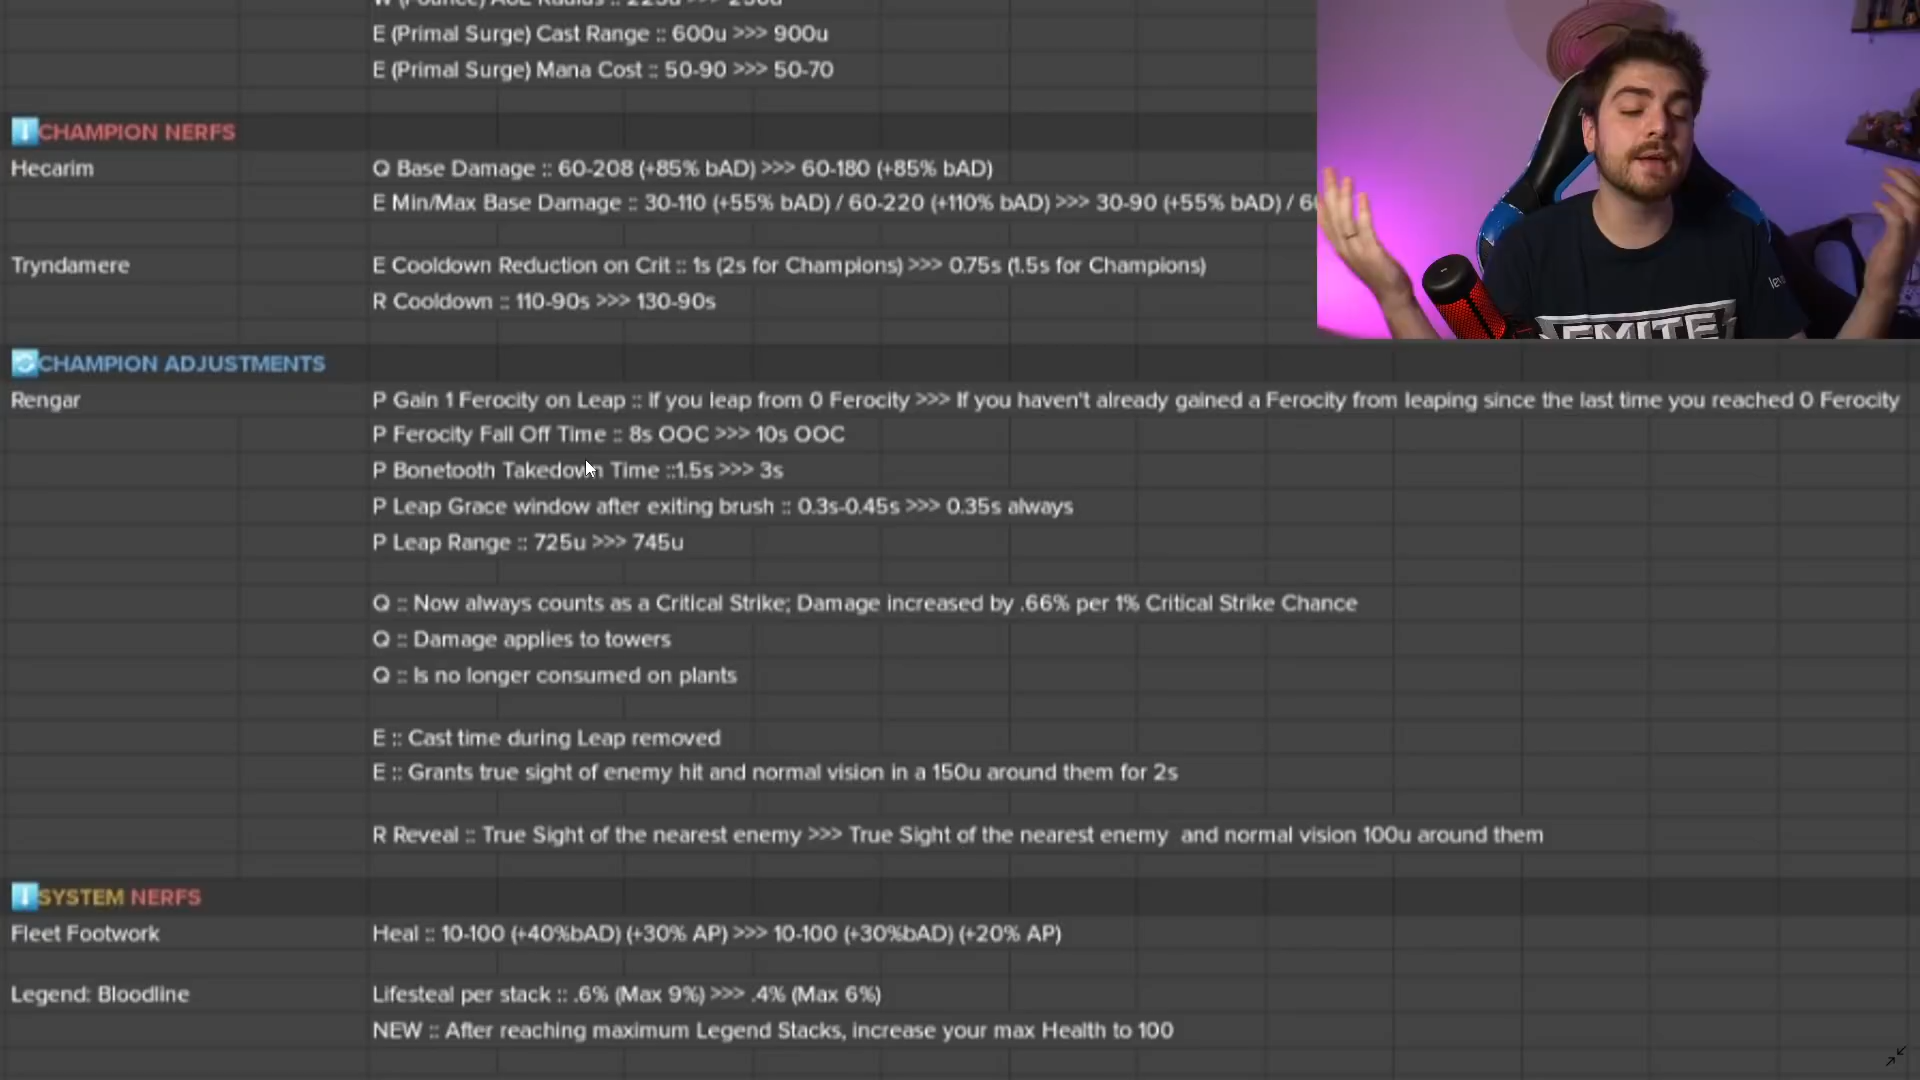 E (Primal Surge) Cast Range :: 600u >>> 900u
E (Primal Surge) Mana Cost :: 50-90 >>> 50-70
CHAMPION NERFS
Hecarim
Q Base Damage :: 60-208 (+85% bAD) >>> 60-180 (+85% bAD)
E Min/Max Base Damage :: 30-110 (+55% bAD) / 60-220 (+110% bAD) >>> 30-90 (+55% bAD) /
Tryndamere
E Cooldown Reduction on Crit :: 1s (2s for Champions) >>> 0.75s (1.5s for Champions)
R Cooldown :: 110-90s >>> 130-90s
CHAMPION ADJUSTMENTS
Rengar
P Gain 1 Ferocity on Leap :: If you leap from 0 Ferocity >>> If you haven't already gained a Ferocity from leaping since the last time you reached 0 Ferocity
P Ferocity Fall Off Time :: 8s OOC >>> 10s OOC
P Bonetooth Takedown Time ::1.5s >>> 3s
P Leap Grace window after exiting brush :: 0.3s-0.45s >>> 0.35s always
P Leap Range :: 725u >>> 745u
Q :: Now always counts as a Critical Strike; Damage increased by .66% per 1% Critical Strike Chance
Q :: Damage applies to towers
Q :: Is no longer consumed on plants
E :: Cast time during Leap removed
E :: Grants true sight of enemy hit and normal vision in a 150u around them for 2s
R Reveal :: True Sight of the nearest enemy >>> True Sight of the nearest enemy and normal vision 100u around them
SYSTEM NERFS
Fleet Footwork
Heal :: 10-100 (+40%bAD) (+30% AP) >>> 10-100 (+30%bAD) (+20% AP)
Legend: Bloodline
Lifesteal per stack :: .6% (Max 9%) >>> .4% (Max 6%)
NEW :: After reaching maximum Legend Stacks, increase your max Health to 100